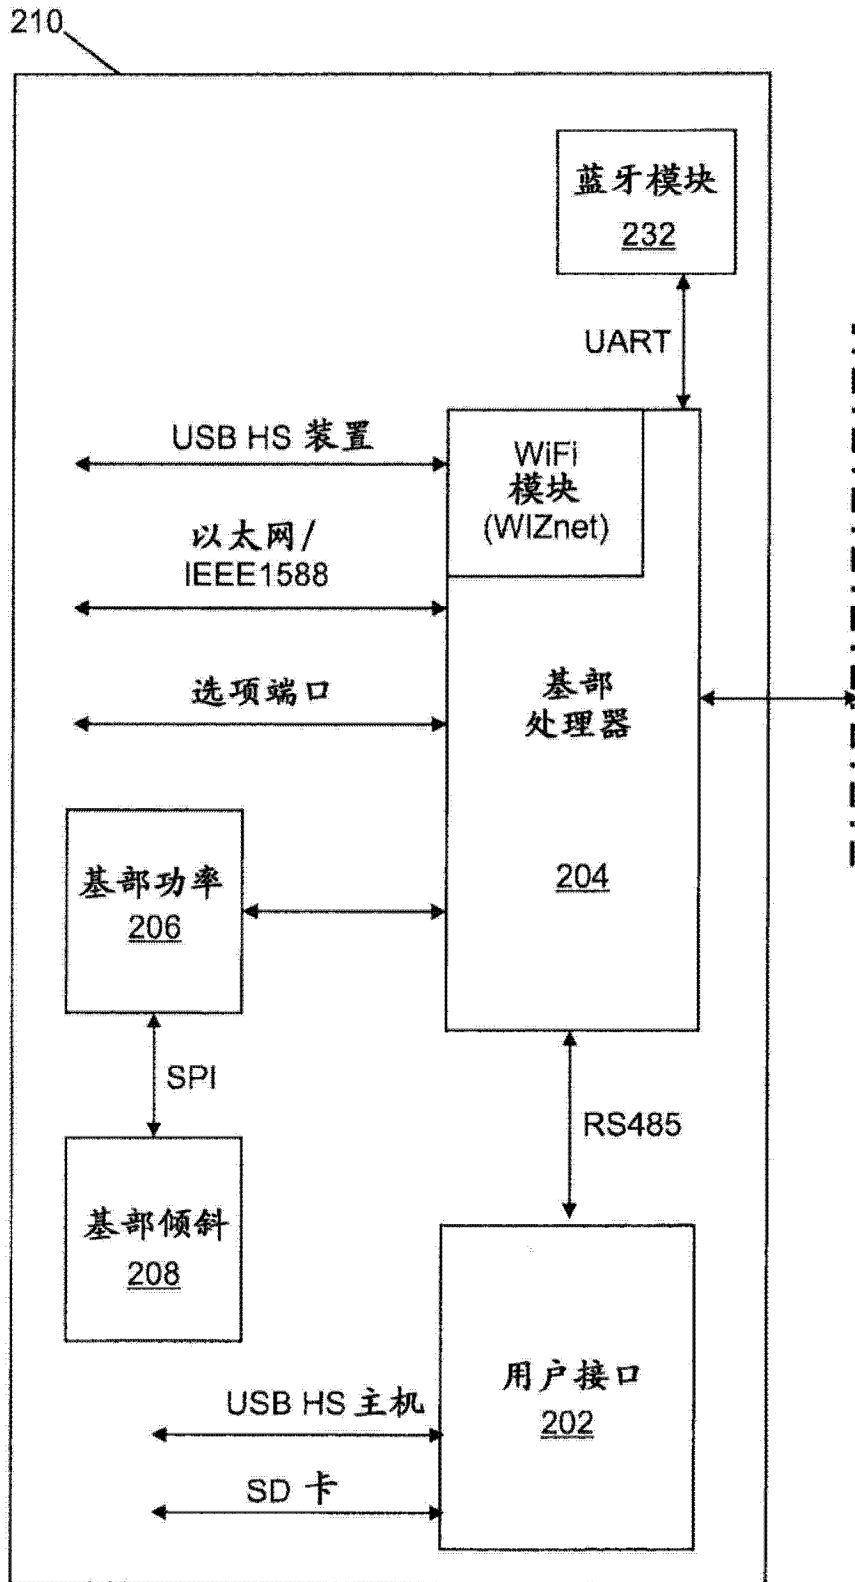 210
蓝牙模块
232
UART
USB HS 装置
WiFi
模块
(WIZnet)
以太网/
IEEE1588
选项端口
基部
处理器
204
基部功率
206
SPI
RS485
基部倾斜
208
用户接口
202
USB HS 主机
SD 卡